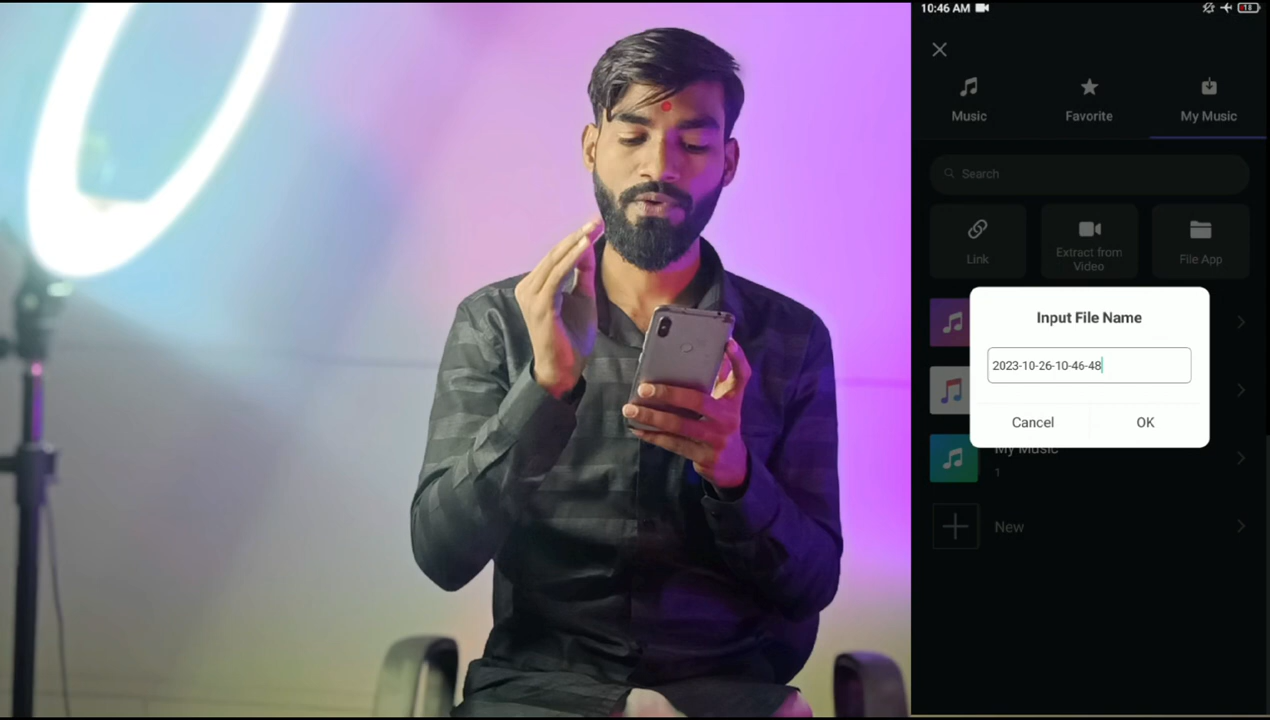 10:46 AM
18
Music
Favorite
My Music
Search
Link
Extract from
Video
File App
Input File Name
2023-10-26-10-46-48
Cancel
OK
My Music
1
New